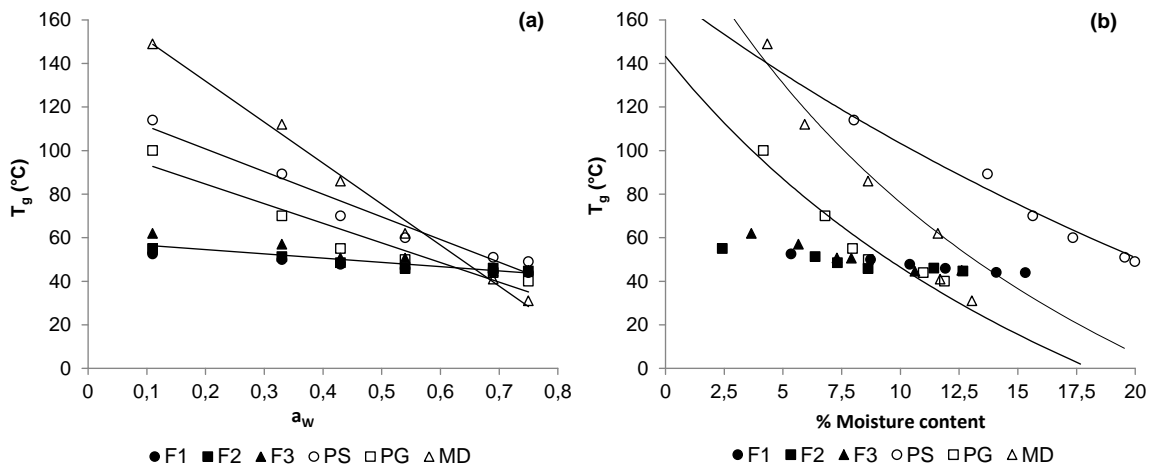 (a)
160
140
120
100
80
60
40
20
0
Tg (°C)
0 0,1 0,2 0,3 0,4 0,5 0,6 0,7 0,8
aW
● F1 ■ F2 ▲ F3 ○ PS □ PG △ MD
(b)
160
140
120
100
80
60
40
20
0
Tg (°C)
0 2,5 5 7,5 10 12,5 15 17,5 20
% Moisture content
● F1 ■ F2 ▲ F3 ○ PS □ PG △ MD